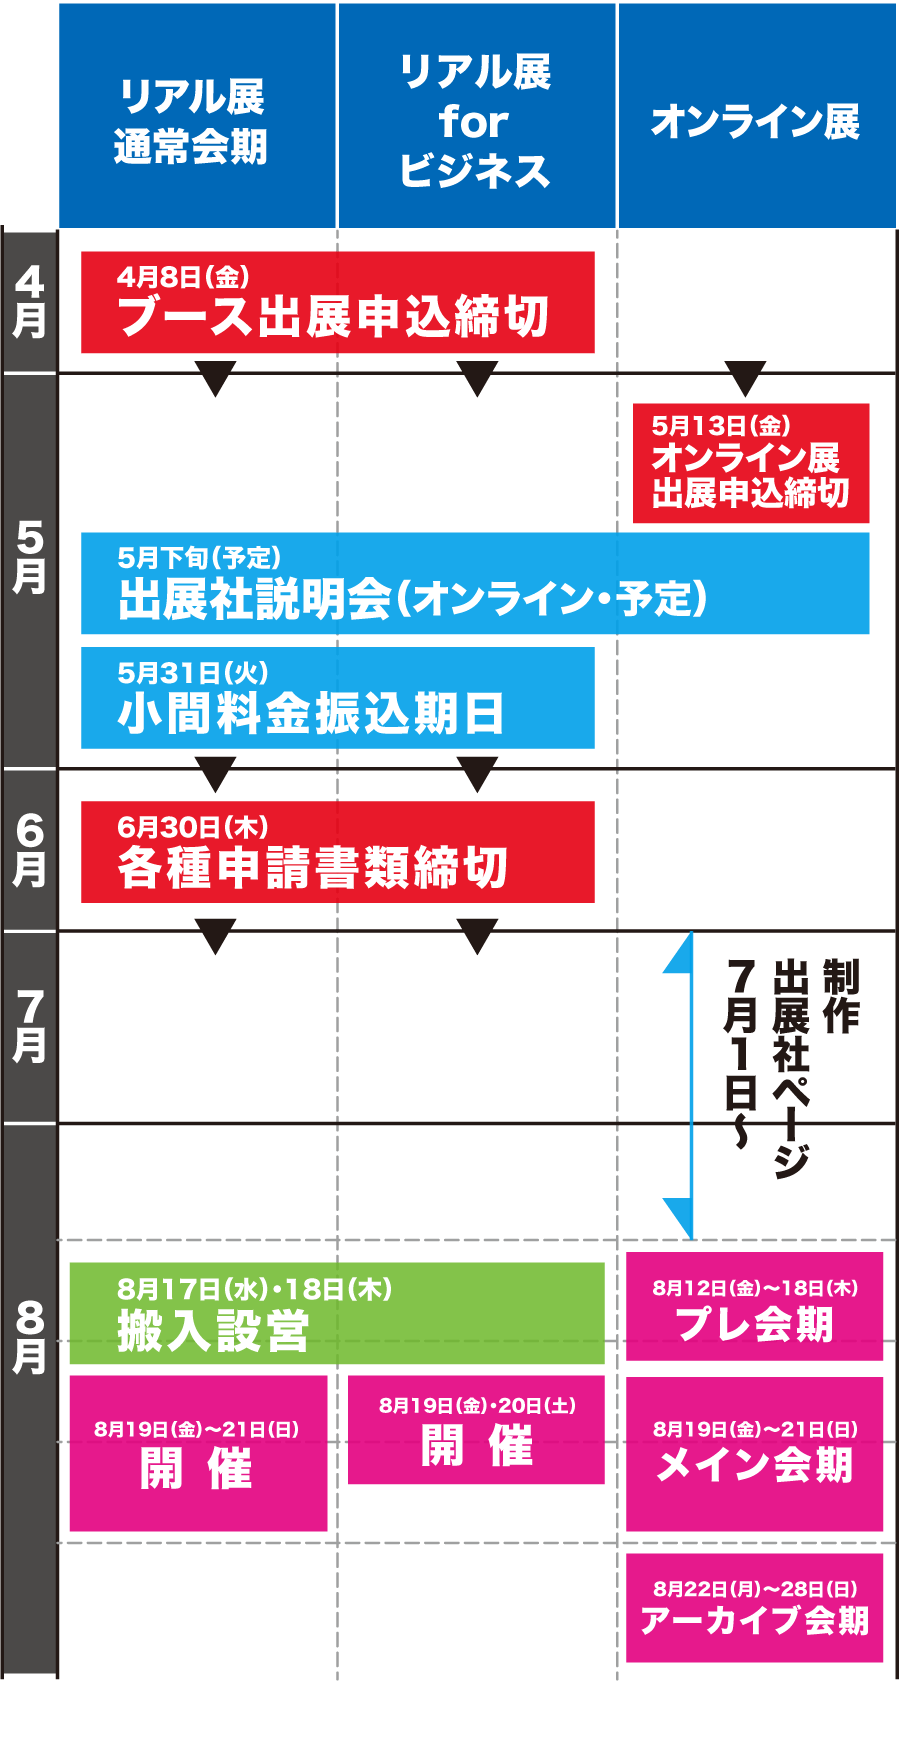 リアル展
通常会期
リアル展
for
ビジネス
オンライン展
4月
4月8日(金)
ブース出展申込締切
5月
5月13日(金)
オンライン展
出展申込締切
5月下旬(予定)
出展社説明会(オンライン・予定)
5月31日(火)
小間料金振込期日
6月
6月30日(木)
各種申請書類締切
7月
7月1日〜
出展社ページ
制作
8月
8月17日(水)・18日(木)
搬入設営
8月12日(金)〜18日(木)
プレ会期
8月19日(金)〜21日(日)
開催
8月19日(金)・20日(土)
開催
8月19日(金)〜21日(日)
メイン会期
8月22日(月)〜28日(日)
アーカイブ会期